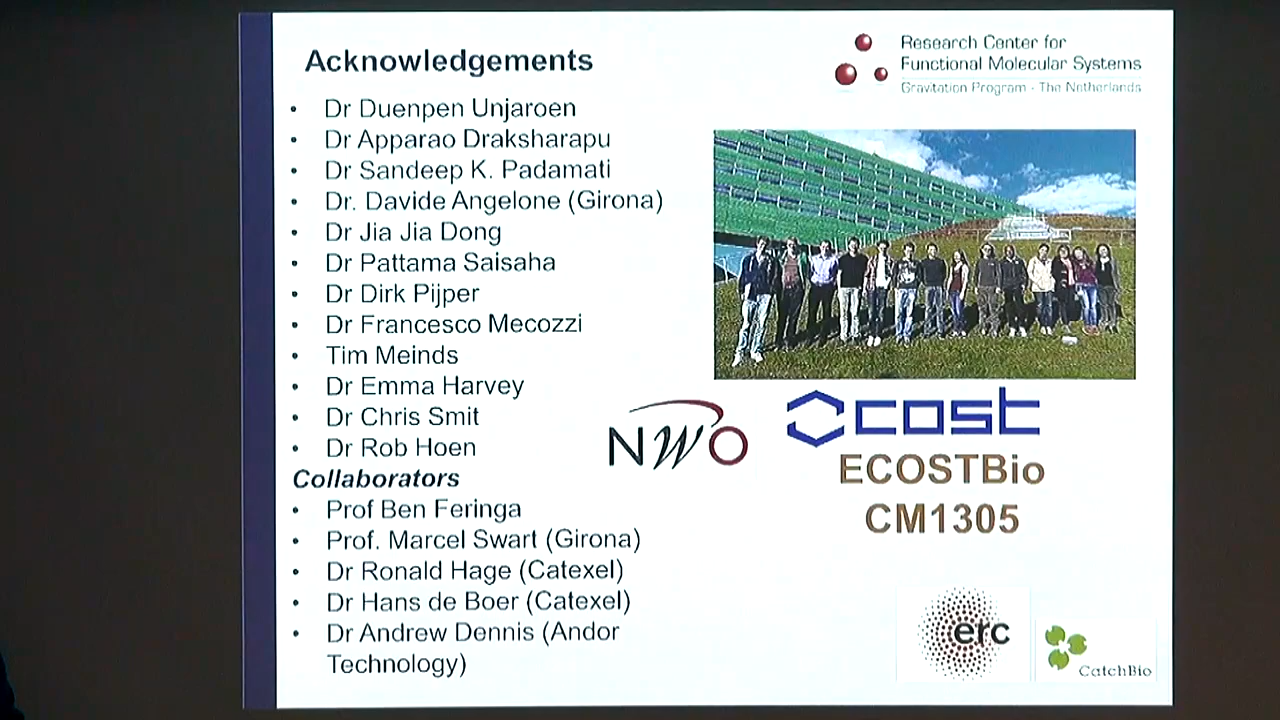 Acknowledgements
• Dr Duenpen Unjaroen
• Dr Apparao Draksharapu
• Dr Sandeep K. Padamati
• Dr. Davide Angelone (Girona)
• Dr Jia Jia Dong
• Dr Pattama Saisaha
• Dr Dirk Pijper
• Dr Francesco Mecozzi
• Tim Meinds
• Dr Emma Harvey
• Dr Chris Smit
• Dr Rob Hoen
Collaborators
• Prof Ben Feringa
• Prof. Marcel Swart (Girona)
• Dr Ronald Hage (Catexel)
• Dr Hans de Boer (Catexel)
• Dr Andrew Dennis (Andor
Technology)
Research Center for
Functional Molecular Systems
Gravitation Program - The Netherlands
NWO
cost
ECOSTBio
CM1305
erc
CatchBio